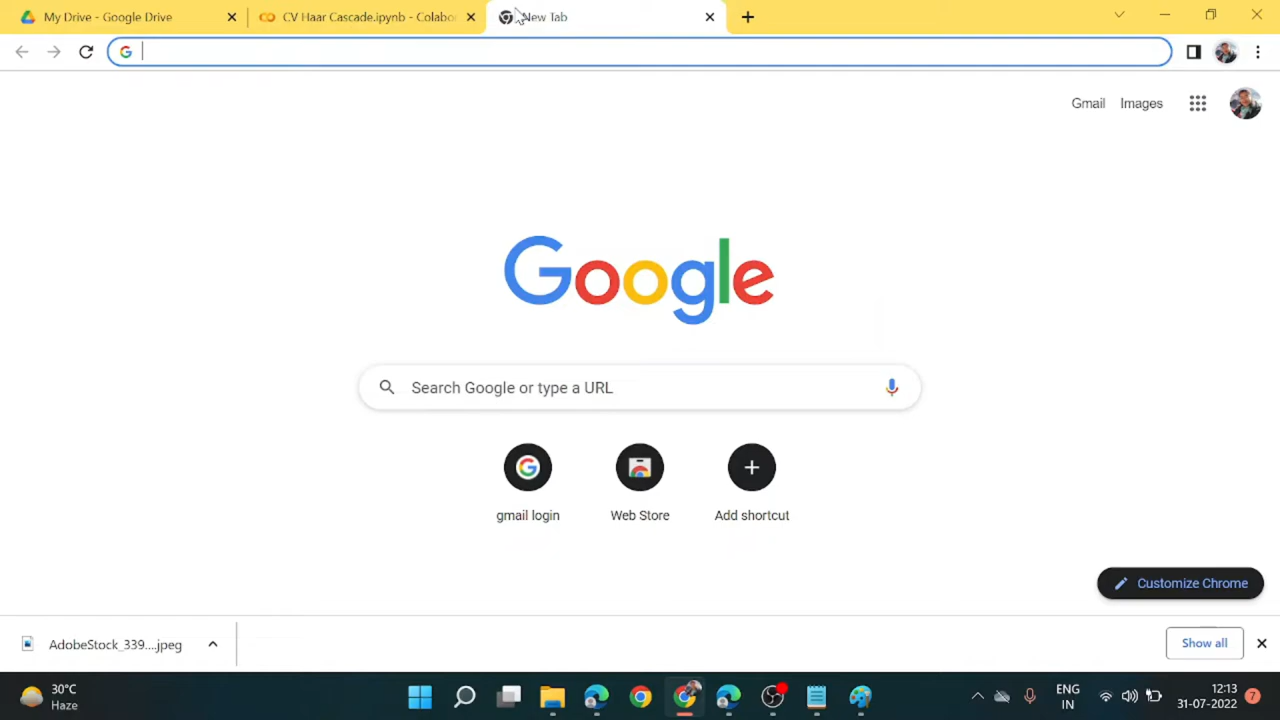 My Drive - Google Drive
CV Haar Cascade.ipynb - Colabor
New Tab
Gmail
Images
Google
Search Google or type a URL
gmail login
Web Store
Add shortcut
Customize Chrome
AdobeStock_339....jpeg
Show all
30°C
Haze
ENG
IN
12:13
31-07-2022
7